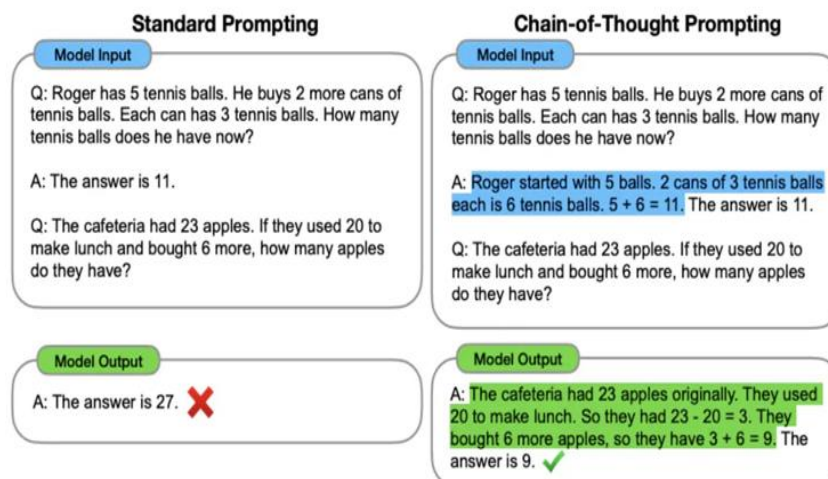 Standard Prompting
Model Input
Q: Roger has 5 tennis balls. He buys 2 more cans of
tennis balls. Each can has 3 tennis balls. How many
tennis balls does he have now?
A: The answer is 11.
Q: The cafeteria had 23 apples. If they used 20 to
make lunch and bought 6 more, how many apples
do they have?
Model Output
A: The answer is 27.
Chain-of-Thought Prompting
Model Input
Q: Roger has 5 tennis balls. He buys 2 more cans of
tennis balls. Each can has 3 tennis balls. How many
tennis balls does he have now?
A: Roger started with 5 balls. 2 cans of 3 tennis balls
each is 6 tennis balls. 5 + 6 = 11. The answer is 11.
Q: The cafeteria had 23 apples. If they used 20 to
make lunch and bought 6 more, how many apples
do they have?
Model Output
A: The cafeteria had 23 apples originally. They used
20 to make lunch. So they had 23 - 20 = 3. They
bought 6 more apples, so they have 3 + 6 = 9. The
answer is 9.